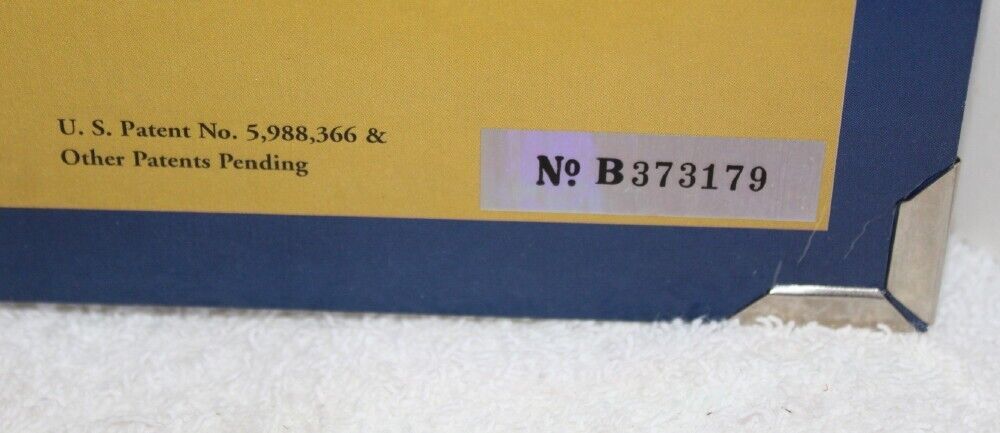 U. S. Patent No. 5,988,366 &
Other Patents Pending
Nº B373179